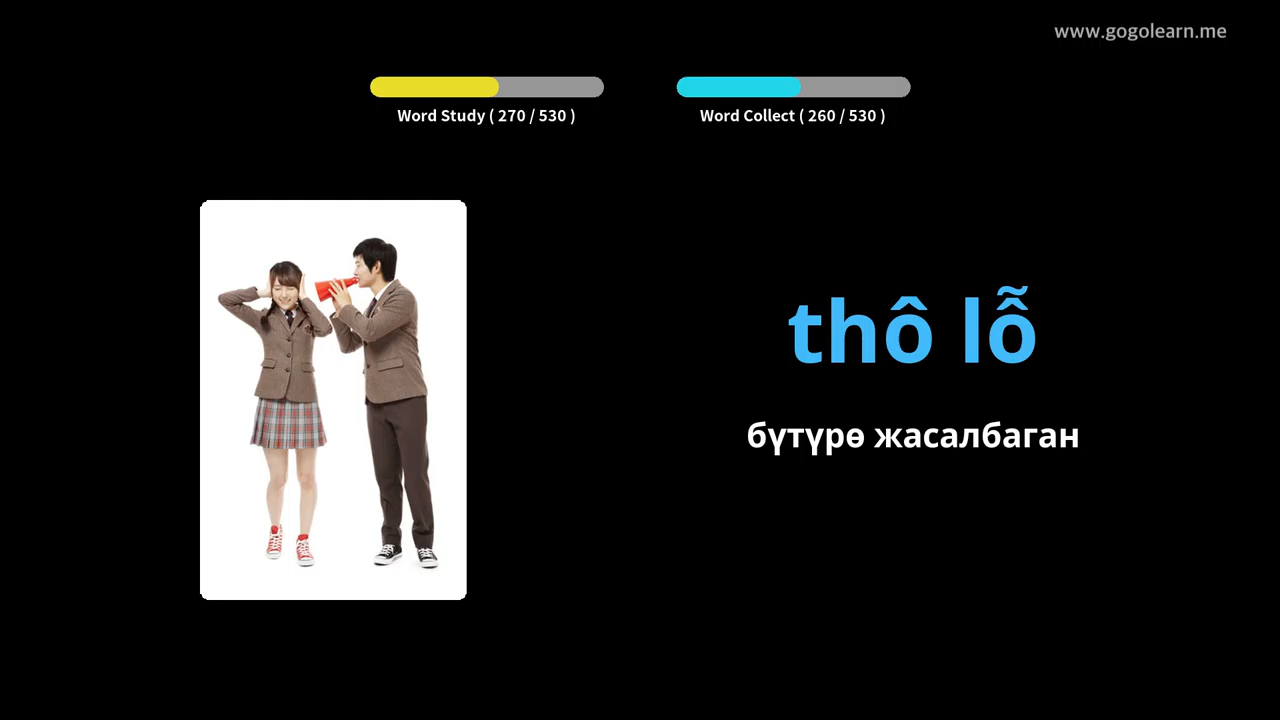 www.gogolearn.me
Word Study ( 270 / 530 )
Word Collect ( 260 / 530 )
thô lỗ
бүтүрө жасалбаган